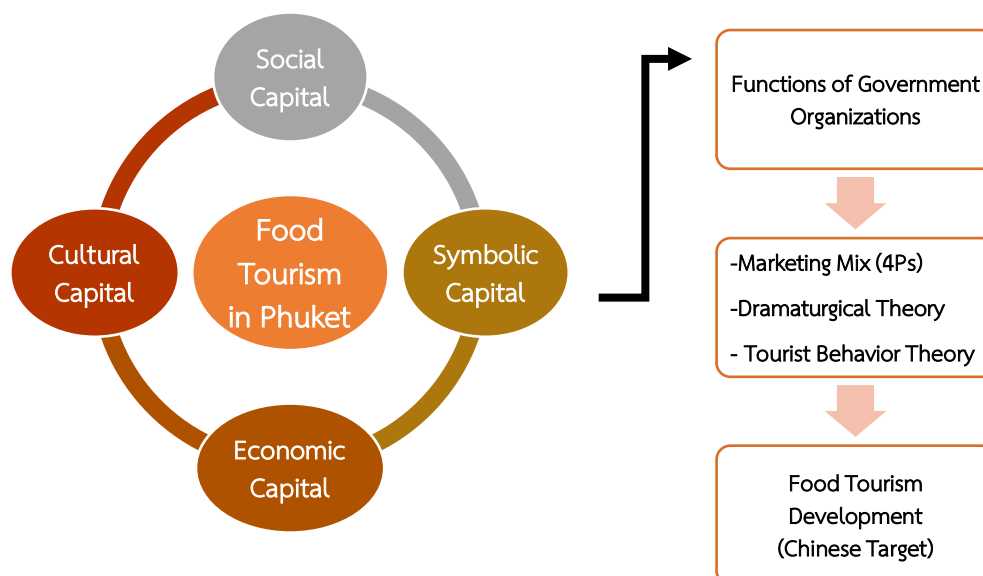 Social
Capital
Cultural
Capital
Food
Tourism
in Phuket
Symbolic
Capital
Economic
Capital
Functions of Government
Organizations
-Marketing Mix (4Ps)
-Dramaturgical Theory
- Tourist Behavior Theory
Food Tourism
Development
(Chinese Target)